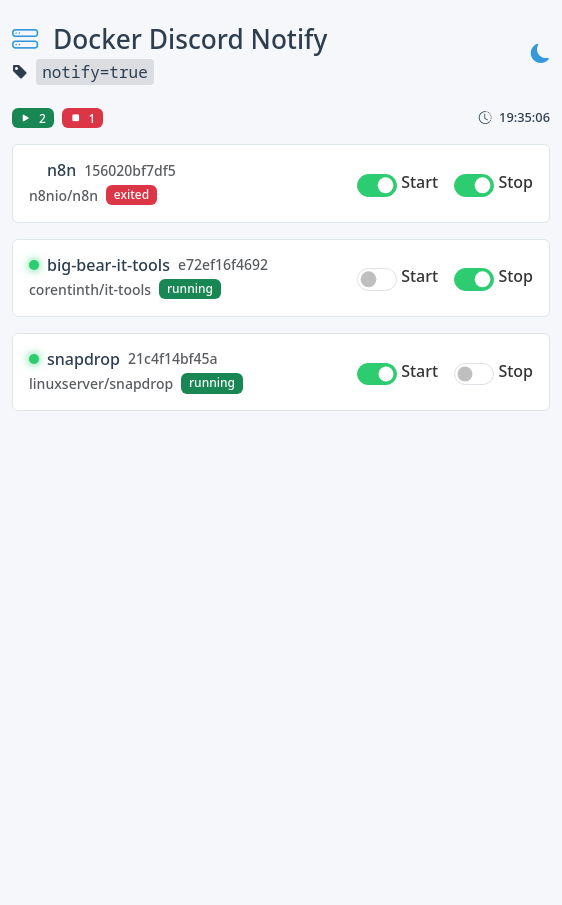 Docker Discord Notify
notify=true
2 1 19:35:06
n8n 156020bf7df5
n8nio/n8n exited
Start Stop
big-bear-it-tools e72ef16f4692
corentinth/it-tools running
Start Stop
snapdrop 21c4f14bf45a
linuxserver/snapdrop running
Start Stop